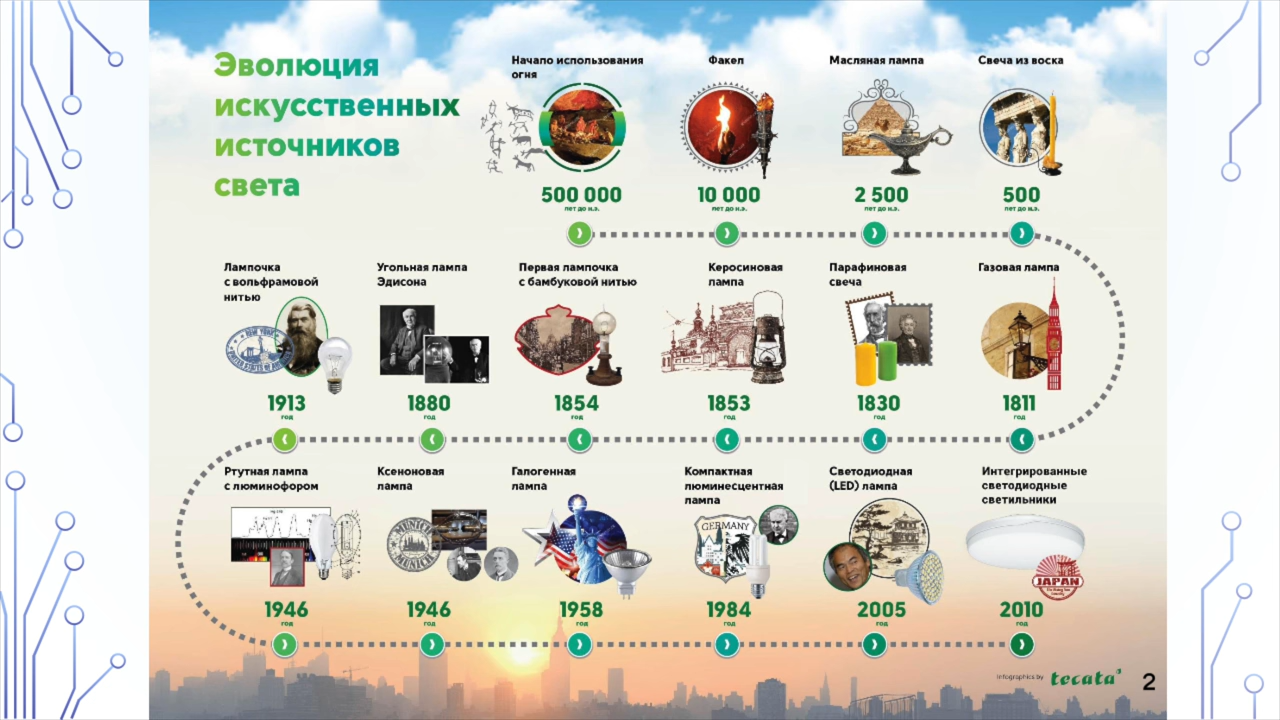 Эволюция
искусственных
источников
света
Начало использования
огня
500 000
лет до н.э.
Факел
10 000
лет до н.э.
Масляная лампа
2 500
лет до н.э.
Свеча из воска
500
лет до н.э.
Лампочка
с вольфрамовой
нитью
NEW YORK
1913
год
Угольная лампа
Эдисона
1880
год
Первая лампочка
с бамбуковой нитью
1854
год
Керосиновая
лампа
1853
год
Парафиновая
свеча
1830
год
Газовая лампа
1811
год
Ртутная лампа
с люминофором
1946
год
Ксеноновая
лампа
MUNICH
1946
год
Галогенная
лампа
1958
год
Компактная
люминесцентная
лампа
GERMANY
1984
год
Светодиодная
(LED) лампа
2005
год
Интегрированные
светодиодные
светильники
JAPAN
2010
год
Infographics by tecata
2